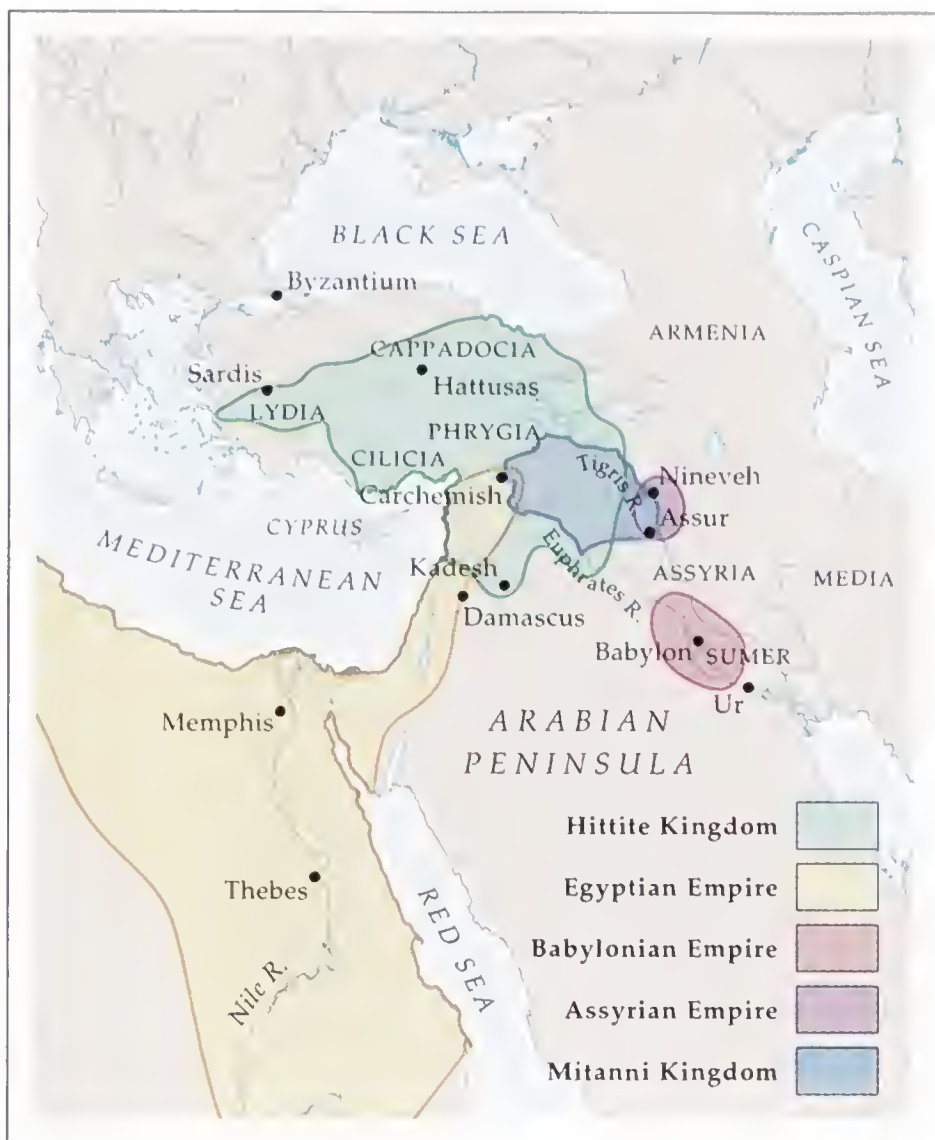 BLACK SEA
CASPIAN SEA
Byzantium
ARMENIA
CAPPADOCIA
Sardis
Hattusas
LYDIA
PHRYGIA
CILICIA
Tigris R.
Nineveh
Carchemish
Assur
CYPRUS
MEDITERRANEAN
SEA
Kadesh
Euphrates R.
ASSYRIA
MEDIA
Damascus
Babylon
SUMER
Ur
Memphis
ARABIAN
PENINSULA
Thebes
RED SEA
Nile R.
Hittite Kingdom
Egyptian Empire
Babylonian Empire
Assyrian Empire
Mitanni Kingdom